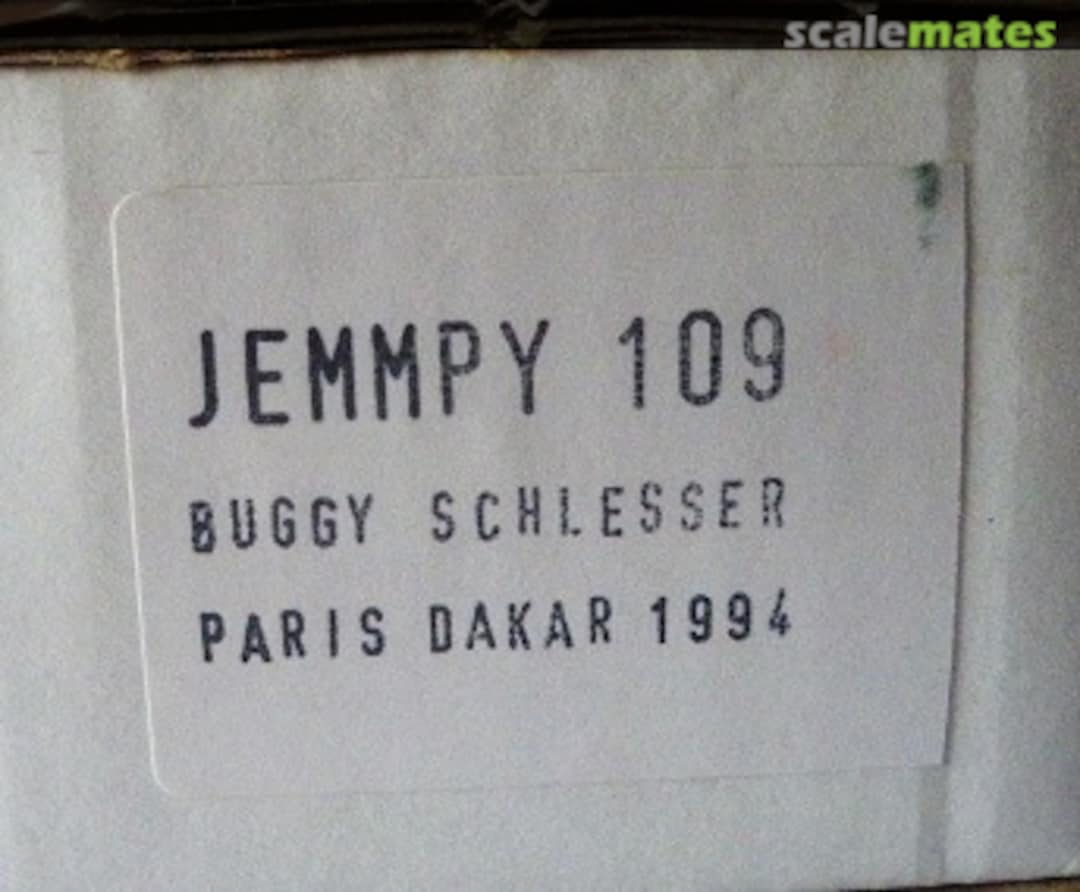 scalemates
JEMMPY 109
BUGGY SCHLESSER
PARIS DAKAR 1994